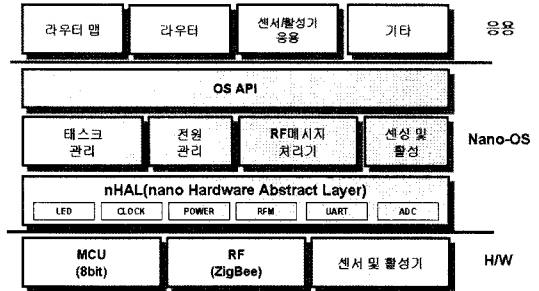 라우터 맵
라우터
센서/활성기
응용
기타
응용
OS API
태스크
관리
전원
관리
RF메시지
처리기
센싱 및
활성
Nano-OS
nHAL(nano Hardware Abstract Layer)
LED
CLOCK
POWER
RFM
UART
ADC
MCU
(8bit)
RF
(ZigBee)
센서 및 활성기
H/W